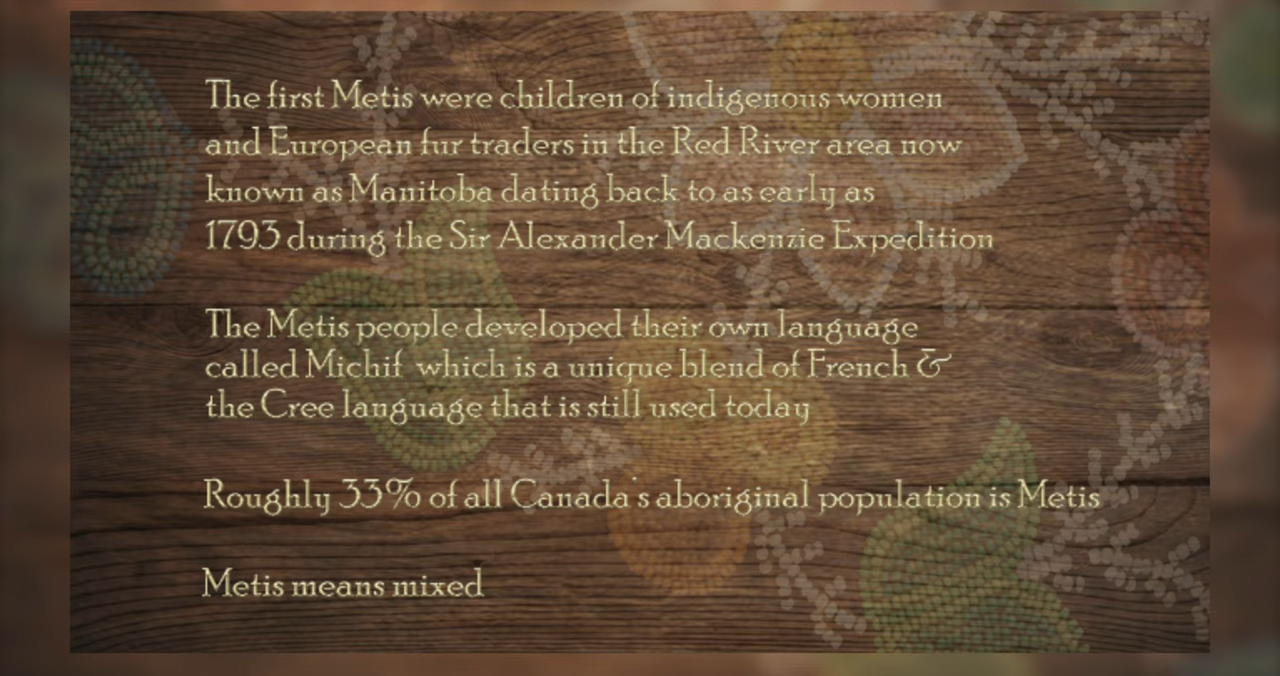 The first Metis were children of indigenous women
and European fur traders in the Red River area now
known as Manitoba dating back to as early as
1793 during the Sir Alexander Mackenzie Expedition
The Metis people developed their own language
called Michif which is a unique blend of French &
the Cree language that is still used today
Roughly 33% of all Canada's aboriginal population is Metis
Metis means mixed